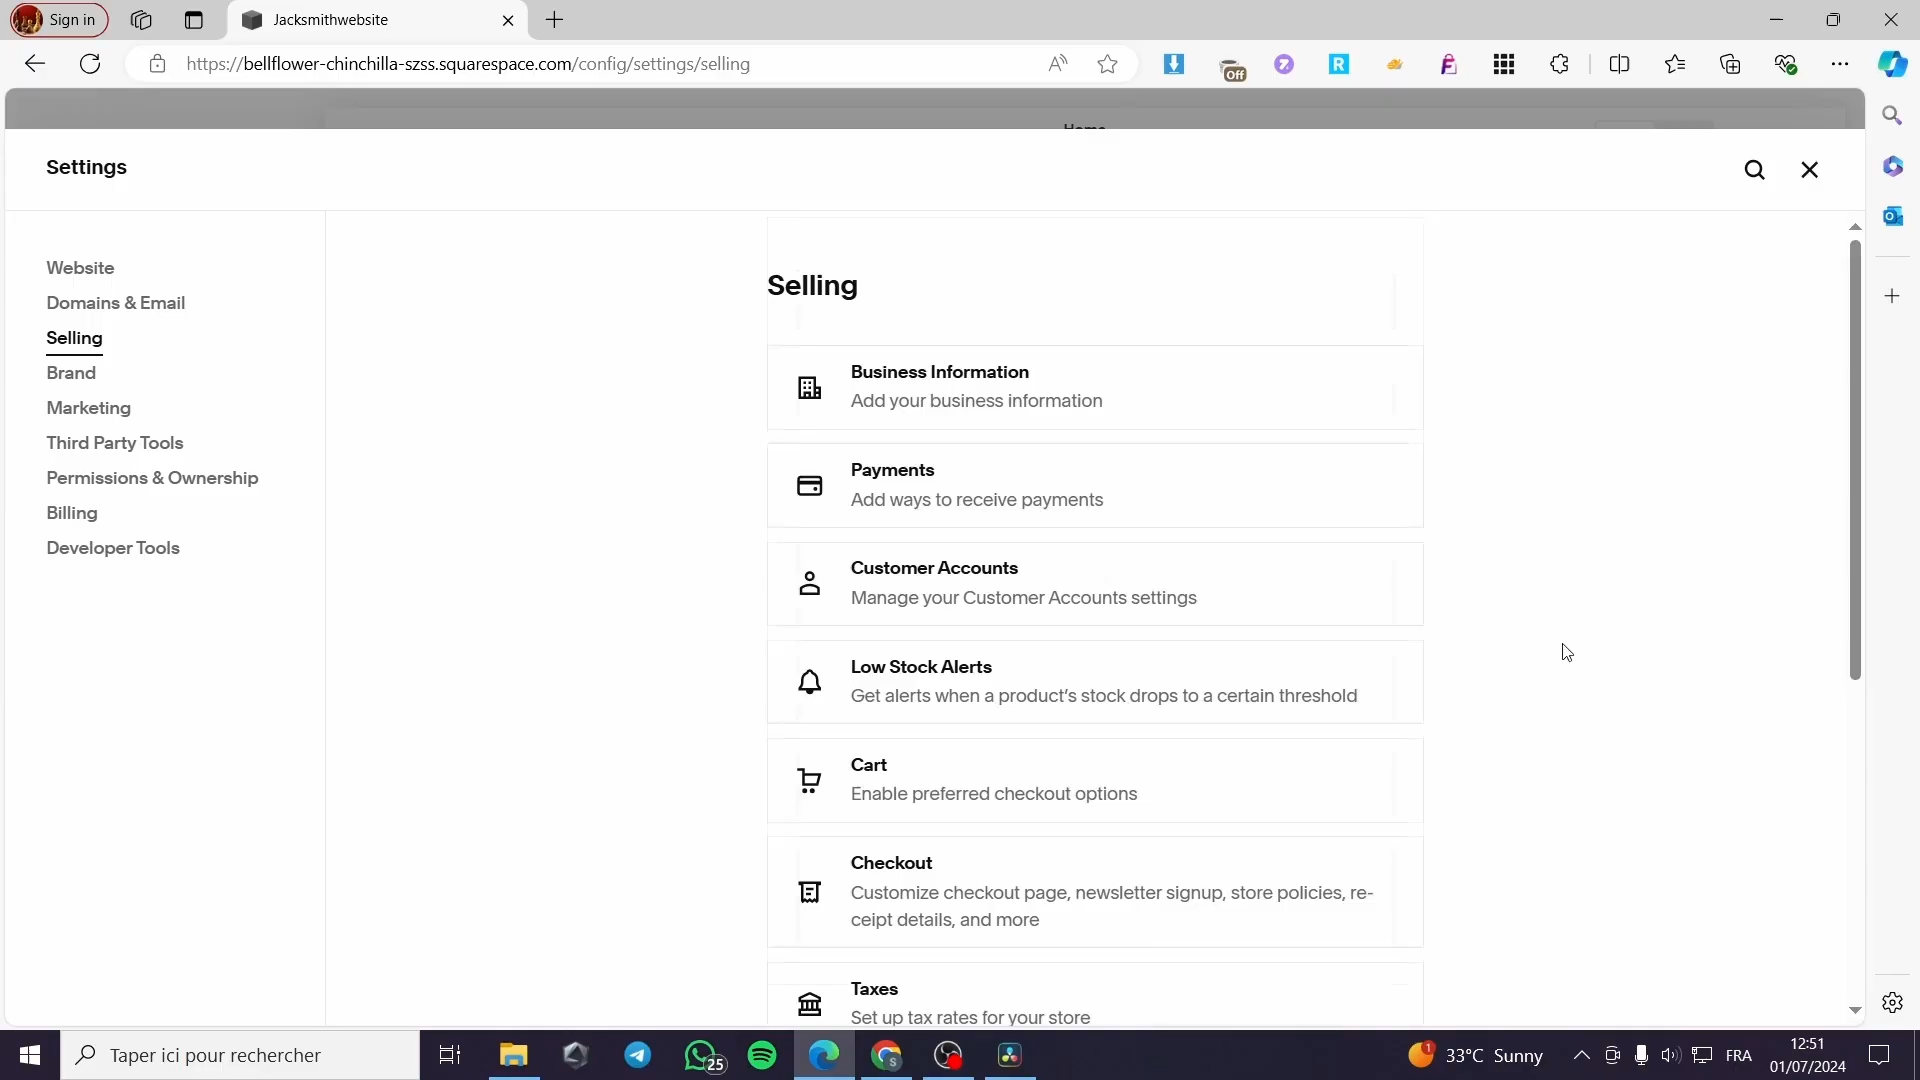 Sign in
Jacksmithwebsite
https://bellflower-chinchilla-szss.squarespace.com/config/settings/selling
Off
Settings
Website
Domains & Email
Selling
Brand
Marketing
Third Party Tools
Permissions & Ownership
Billing
Developer Tools
Selling
Business Information
Add your business information
Payments
Add ways to receive payments
Customer Accounts
Manage your Customer Accounts settings
Low Stock Alerts
Get alerts when a product's stock drops to a certain threshold
Cart
Enable preferred checkout options
Checkout
Customize checkout page, newsletter signup, store policies, re-
ceipt details, and more
Taxes
Set up tax rates for your store
Taper ici pour rechercher
25
1
33°C Sunny
FRA
12:51
01/07/2024